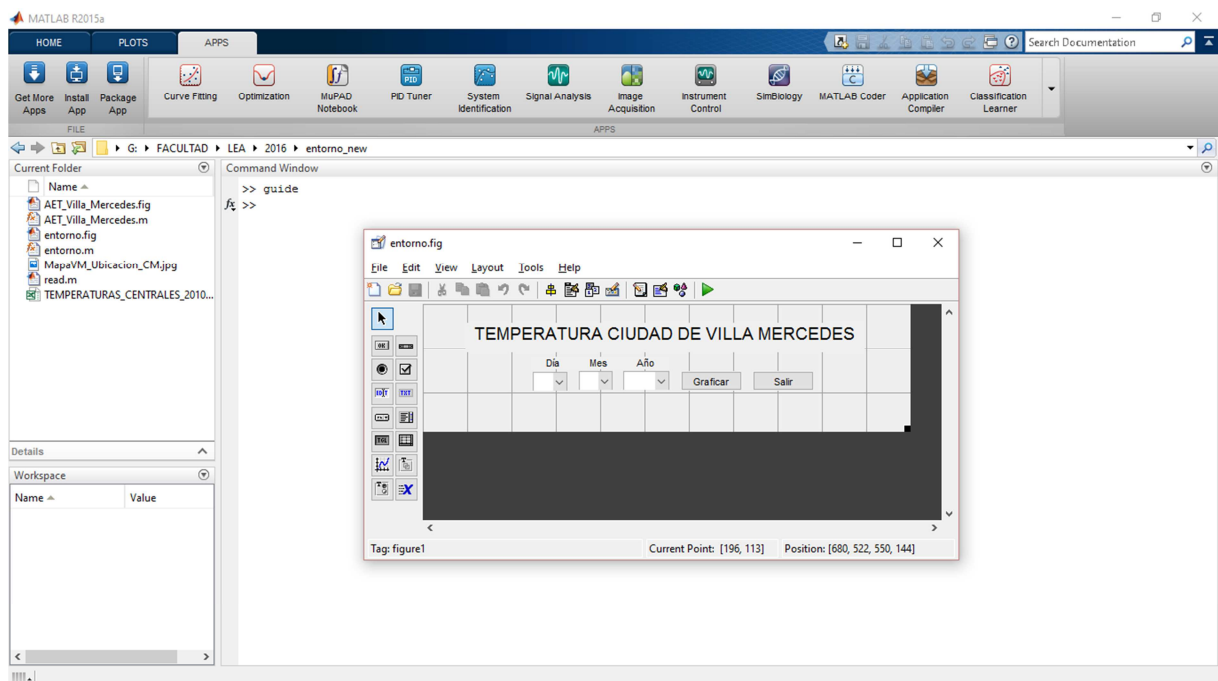 MATLAB R2015a
HOME PLOTS APPS
Search Documentation
Get More Apps
Install App
Package App
Curve Fitting
Optimization
MuPAD Notebook
PID Tuner
System Identification
Signal Analysis
Image Acquisition
Instrument Control
SimBiology
MATLAB Coder
Application Compiler
Classification Learner
FILE APPS
G: FACULTAD LEA 2016 entorno_new
Current Folder
Command Window
Name
>> guide
fx >>
AET_Villa_Mercedes.fig
AET_Villa_Mercedes.m
entorno.fig
entorno.m
MapaVM_Ubicacion_CM.jpg
read.m
TEMPERATURAS_CENTRALES_2010...
entorno.fig
File Edit View Layout Tools Help
TEMPERATURA CIUDAD DE VILLA MERCEDES
Día Mes Año
Graficar Salir
Details
Workspace
Name Value
Tag: figure1
Current Point: [196, 113]
Position: [680, 522, 550, 144]